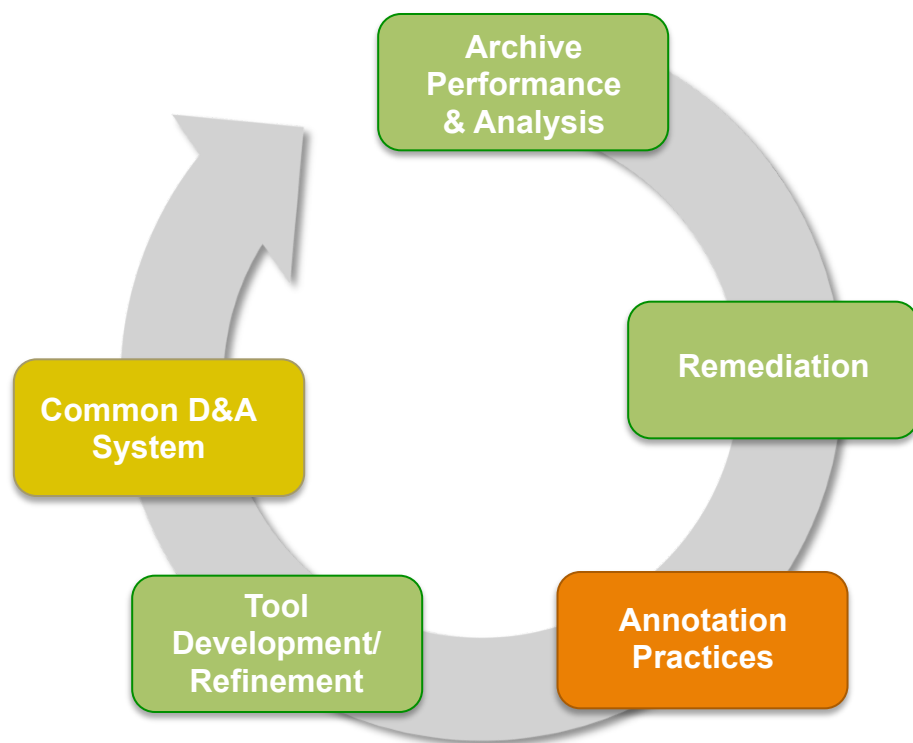 Archive
Performance
& Analysis
Remediation
Annotation
Practices
Tool
Development/
Refinement
Common D&A
System